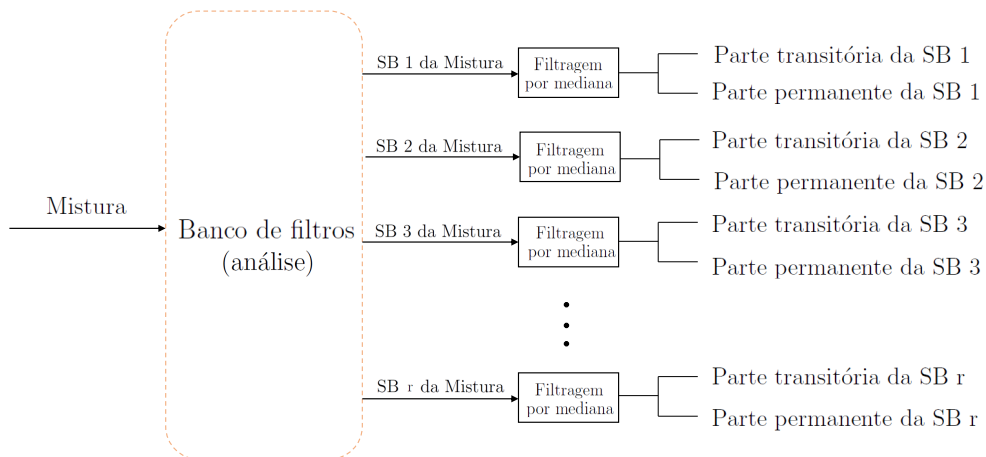 Mistura
Banco de filtros
(análise)
SB 1 da Mistura
Filtragem
por mediana
Parte transitória da SB 1
Parte permanente da SB 1
SB 2 da Mistura
Filtragem
por mediana
Parte transitória da SB 2
Parte permanente da SB 2
SB 3 da Mistura
Filtragem
por mediana
Parte transitória da SB 3
Parte permanente da SB 3
SB r da Mistura
Filtragem
por mediana
Parte transitória da SB r
Parte permanente da SB r